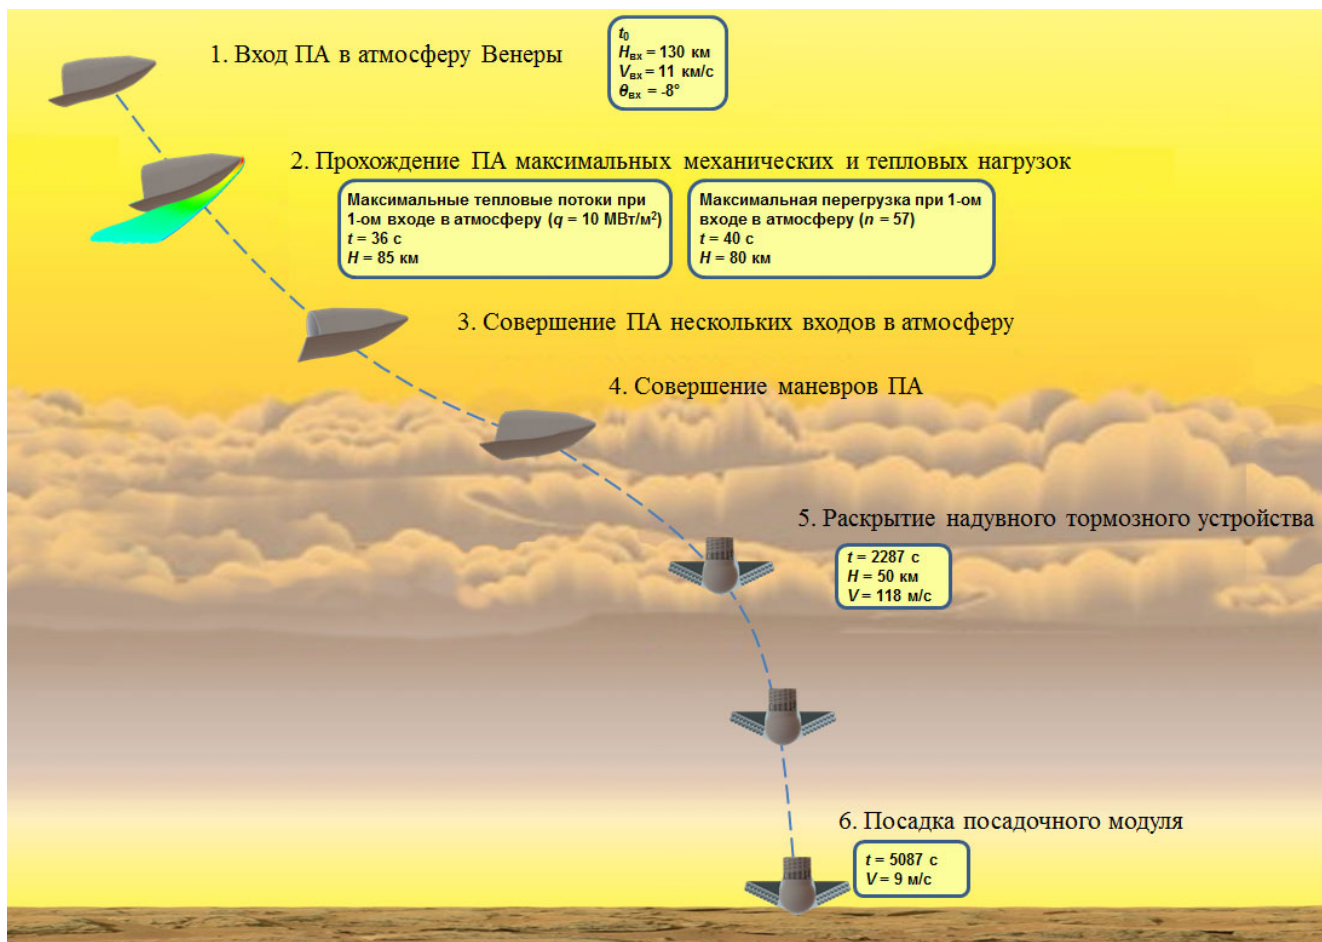 1. Вход ПА в атмосферу Венеры
t₀
Hвх = 130 км
Vвх = 11 км/с
θвх = -8°
2. Прохождение ПА максимальных механических и тепловых нагрузок
Максимальные тепловые потоки при
1-ом входе в атмосферу (q = 10 МВт/м²)
t = 36 с
H = 85 км
Максимальная перегрузка при 1-ом
входе в атмосферу (n = 57)
t = 40 с
H = 80 км
3. Совершение ПА нескольких входов в атмосферу
4. Совершение маневров ПА
5. Раскрытие надувного тормозного устройства
t = 2287 с
H = 50 км
V = 118 м/с
6. Посадка посадочного модуля
t = 5087 с
V = 9 м/с